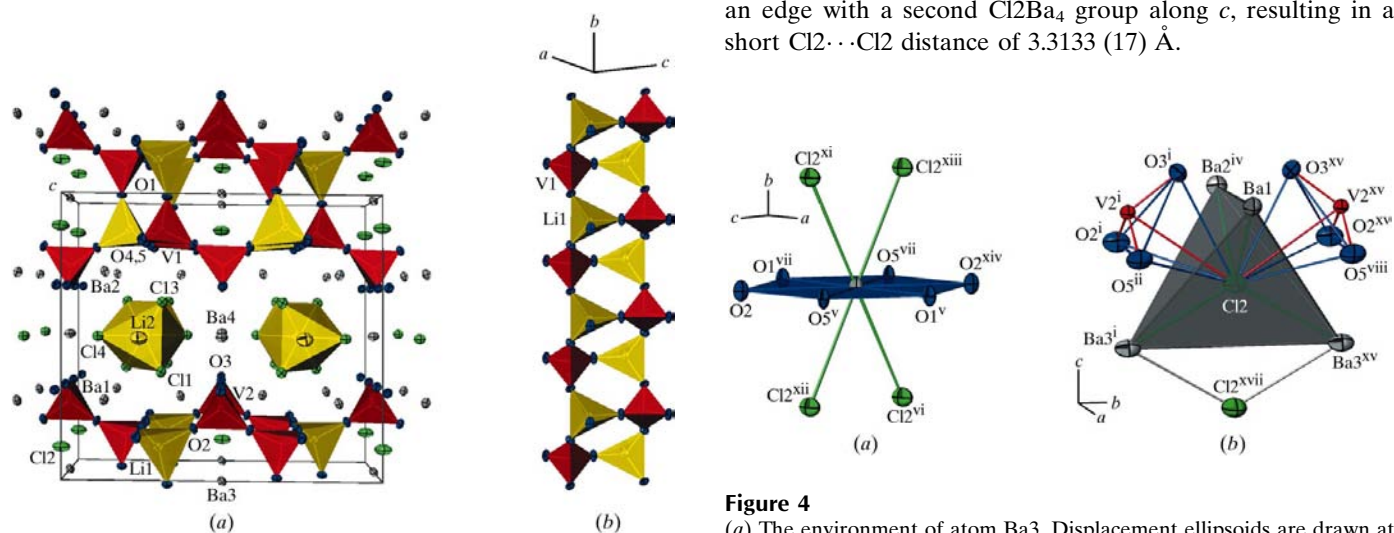 an edge with a second Cl2Ba₄ group along c, resulting in a
short Cl2···Cl2 distance of 3.3133 (17) Å.
c
O1
O4,5
V1
Ba2
Cl3
Li2
Ba4
Cl4
O3
Cl1
Ba1
V2
O2
Cl2
Li1
Ba3
(a)
b
a
c
V1
Li1
(b)
Cl2ˣⁱ
Cl2ˣⁱⁱⁱ
b
c
a
O1ᵛⁱⁱ
O5ᵛⁱⁱ
O2ˣⁱᵛ
O2
O5ᵛ
O1ᵛ
Cl2ˣⁱⁱ
Cl2ᵛⁱ
(a)
O3ⁱ
Ba2ⁱᵛ
Ba1
O3ˣᵛ
V2ⁱ
V2ˣᵛ
O2ⁱ
O2ˣᵛ
O5ⁱⁱ
O5ᵛⁱⁱⁱ
Cl2
Ba3ⁱ
Ba3ˣᵛ
c
b
a
Cl2ˣᵛⁱⁱ
(b)
Figure 4
(a) The environment of atom Ba3. Displacement ellipsoids are drawn at